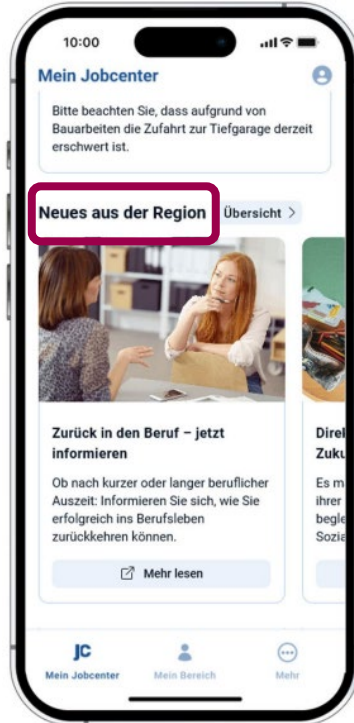 10:00
Mein Jobcenter
Bitte beachten Sie, dass aufgrund von
Bauarbeiten die Zufahrt zur Tiefgarage derzeit
erschwert ist.
Neues aus der Region Übersicht >
Zurück in den Beruf – jetzt
informieren
Ob nach kurzer oder langer beruflicher
Auszeit: Informieren Sie sich, wie Sie
erfolgreich ins Berufsleben
zurückkehren können.
Mehr lesen
Es
ihrer
JC
Mein Jobcenter Mein Bereich Mehr